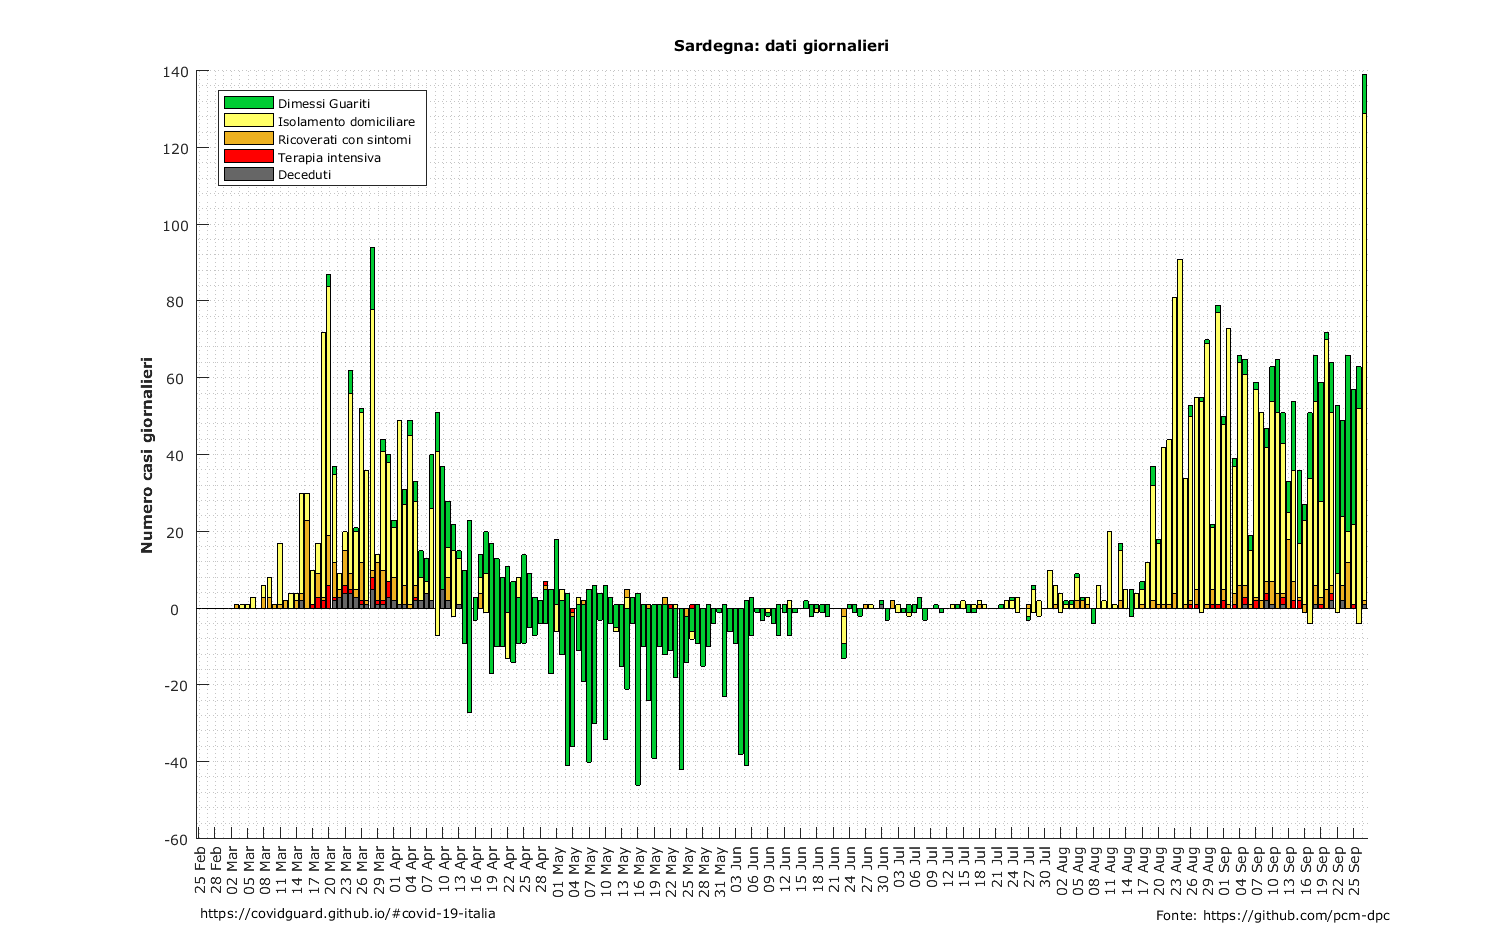 Sardegna: dati giornalieri
140
120
100
80
60
40
20
0
-20
-40
-60
Numero casi giornalieri
Dimessi Guariti
Isolamento domiciliare
Ricoverati con sintomi
Terapia intensiva
Deceduti
25 Feb
28 Feb
02 Mar
05 Mar
08 Mar
11 Mar
14 Mar
17 Mar
20 Mar
23 Mar
26 Mar
29 Mar
01 Apr
04 Apr
07 Apr
10 Apr
13 Apr
16 Apr
19 Apr
22 Apr
25 Apr
28 Apr
01 May
04 May
07 May
10 May
13 May
16 May
19 May
22 May
25 May
28 May
31 May
03 Jun
06 Jun
09 Jun
12 Jun
15 Jun
18 Jun
21 Jun
24 Jun
27 Jun
30 Jun
03 Jul
06 Jul
09 Jul
12 Jul
15 Jul
18 Jul
21 Jul
24 Jul
27 Jul
30 Jul
02 Aug
05 Aug
08 Aug
11 Aug
14 Aug
17 Aug
20 Aug
23 Aug
26 Aug
29 Aug
01 Sep
04 Sep
07 Sep
10 Sep
13 Sep
16 Sep
19 Sep
22 Sep
25 Sep
https://covidguard.github.io/#covid-19-italia
Fonte: https://github.com/pcm-dpc